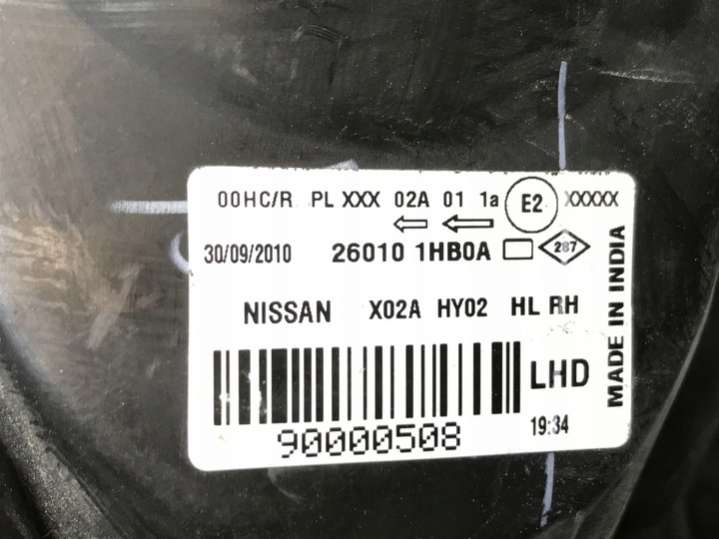 00HC/R PL XXX 02A 01 1a E2 XXXXX
30/09/2010 26010 1HB0A 287
NISSAN X02A HY02 HL RH
MADE IN INDIA
LHD
90000508
19:34